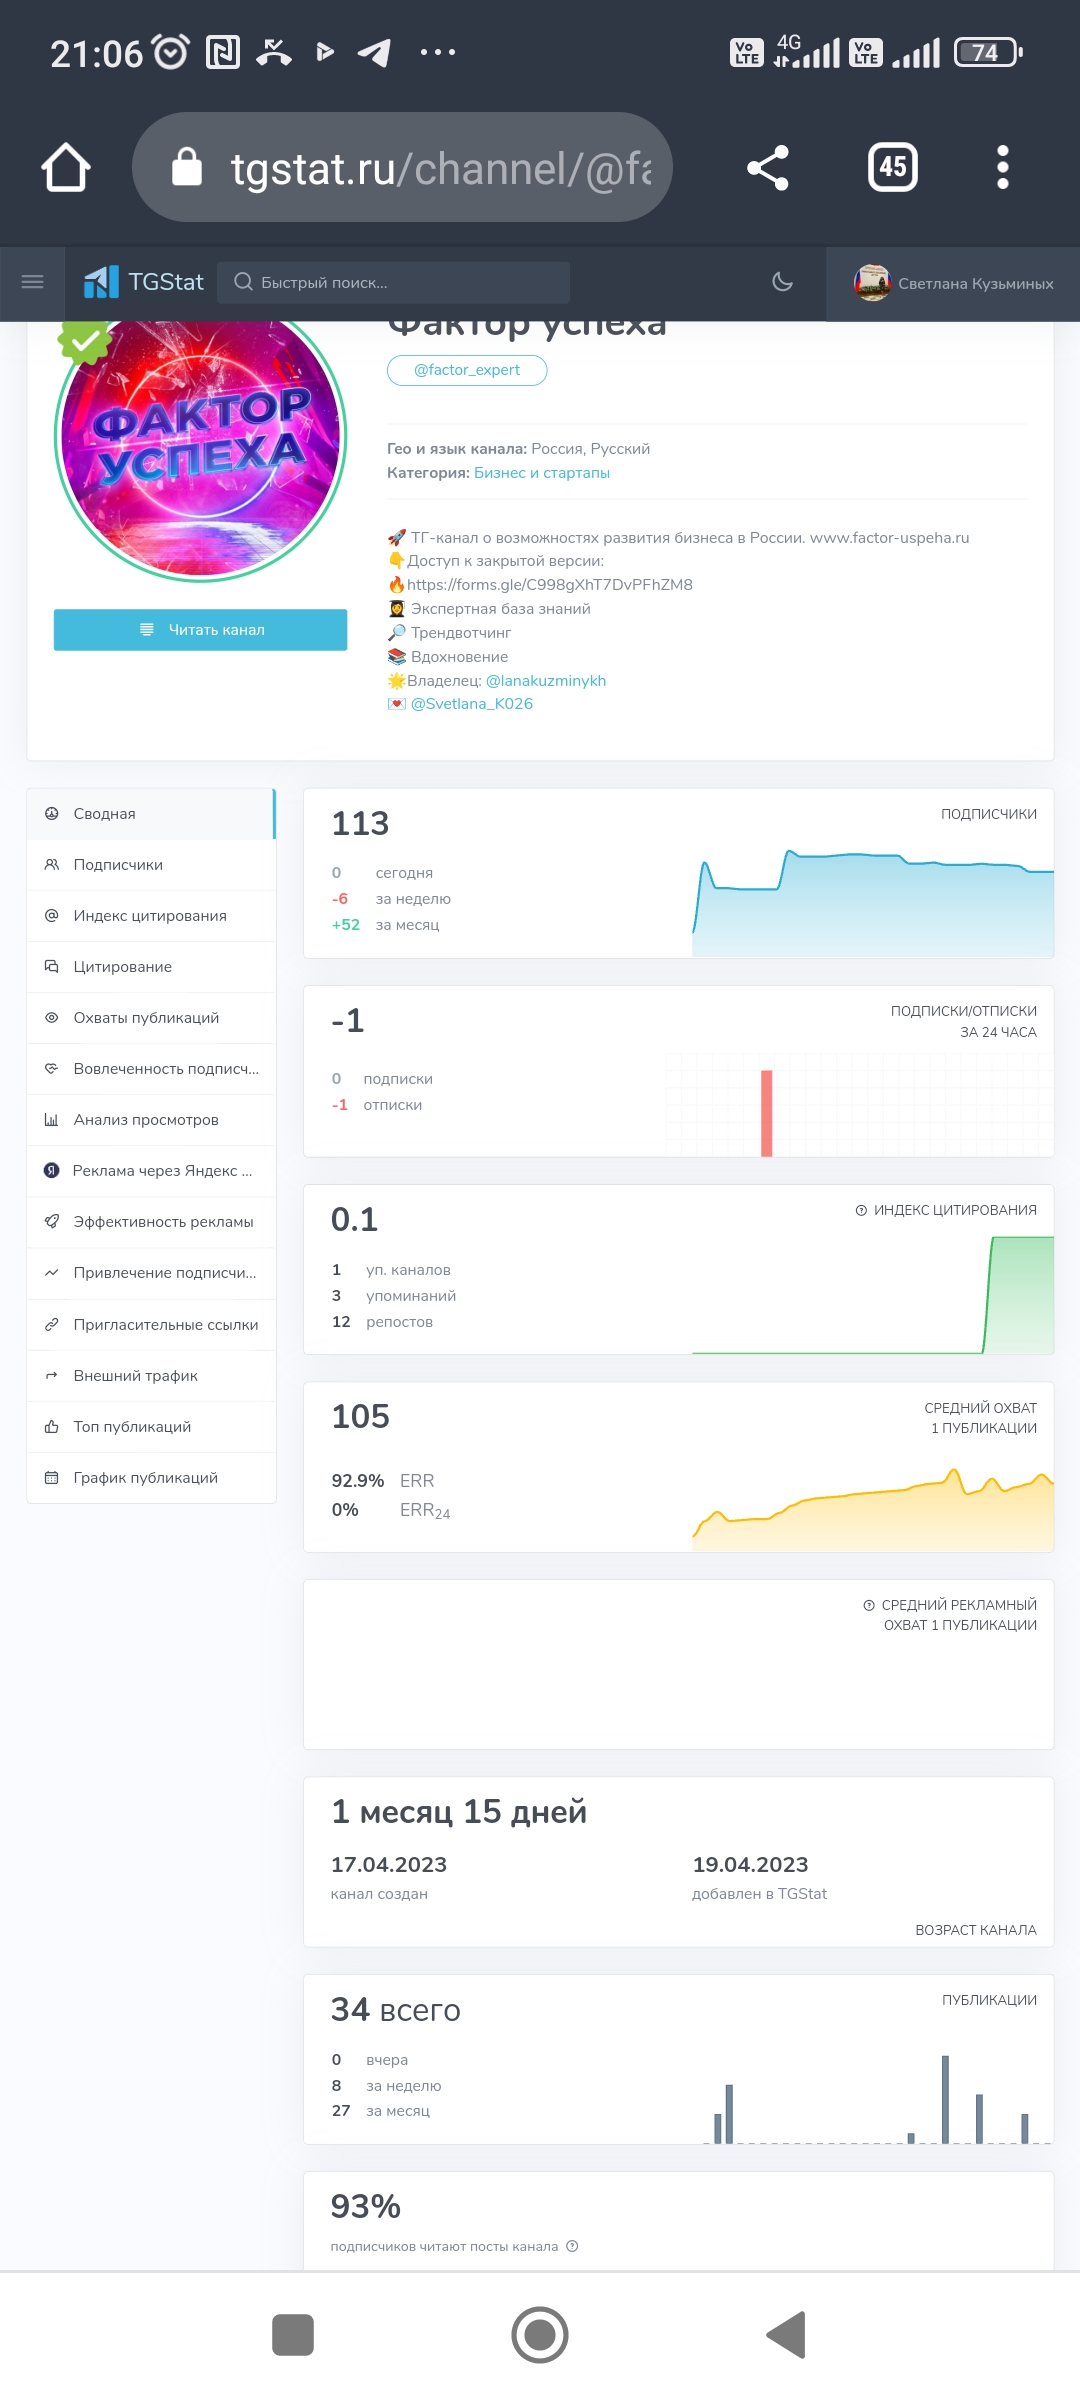 21:06
Vo LTE 4G Vo LTE 74
tgstat.ru/channel/@fa
45
TGStat
Быстрый поиск...
Светлана Кузьминых
Фактор успеха
@factor_expert
ФАКТОР
УСПЕХА
Гео и язык канала: Россия, Русский
Категория: Бизнес и стартапы
🚀 ТГ-канал о возможностях развития бизнеса в России. www.factor-uspeha.ru
👇Доступ к закрытой версии:
🔥https://forms.gle/C998gXhT7DvPFhZM8
👩‍🎓 Экспертная база знаний
🔎 Трендвотчинг
📚 Вдохновение
🌟Владелец: @lanakuzminykh
💌 @Svetlana_K026
Читать канал
Сводная
Подписчики
Индекс цитирования
Цитирование
Охваты публикаций
Вовлеченность подписч...
Анализ просмотров
Я Реклама через Яндекс ...
Эффективность рекламы
Привлечение подписчи...
Пригласительные ссылки
Внешний трафик
Топ публикаций
График публикаций
113
ПОДПИСЧИКИ
0 сегодня
-6 за неделю
+52 за месяц
-1
ПОДПИСКИ/ОТПИСКИ
ЗА 24 ЧАСА
0 подписки
-1 отписки
0.1
ИНДЕКС ЦИТИРОВАНИЯ
1 уп. каналов
3 упоминаний
12 репостов
105
СРЕДНИЙ ОХВАТ
1 ПУБЛИКАЦИИ
92.9% ERR
0% ERR24
СРЕДНИЙ РЕКЛАМНЫЙ
ОХВАТ 1 ПУБЛИКАЦИИ
1 месяц 15 дней
17.04.2023
канал создан
19.04.2023
добавлен в TGStat
ВОЗРАСТ КАНАЛА
34 всего
ПУБЛИКАЦИИ
0 вчера
8 за неделю
27 за месяц
93%
подписчиков читают посты канала